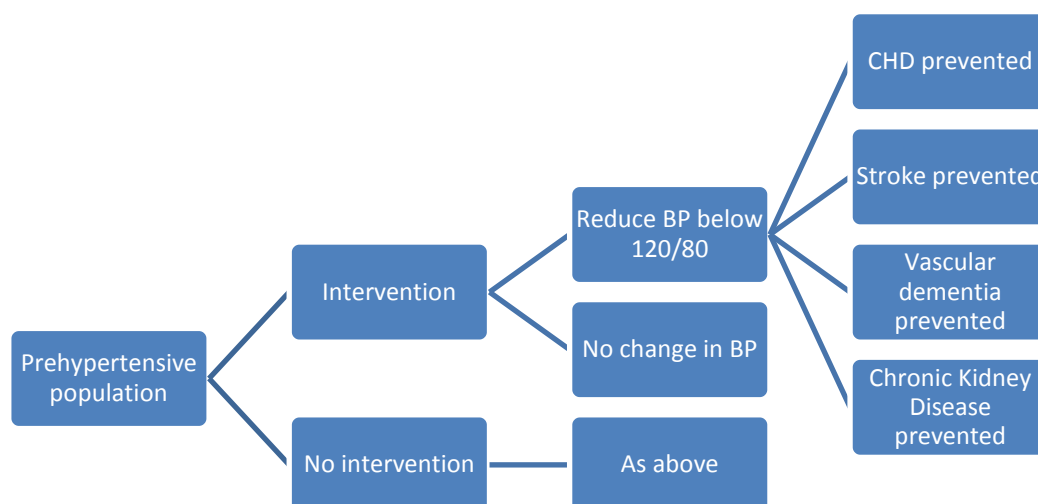 Prehypertensive
population
Intervention
No intervention
Reduce BP below
120/80
No change in BP
As above
CHD prevented
Stroke prevented
Vascular
dementia
prevented
Chronic Kidney
Disease
prevented